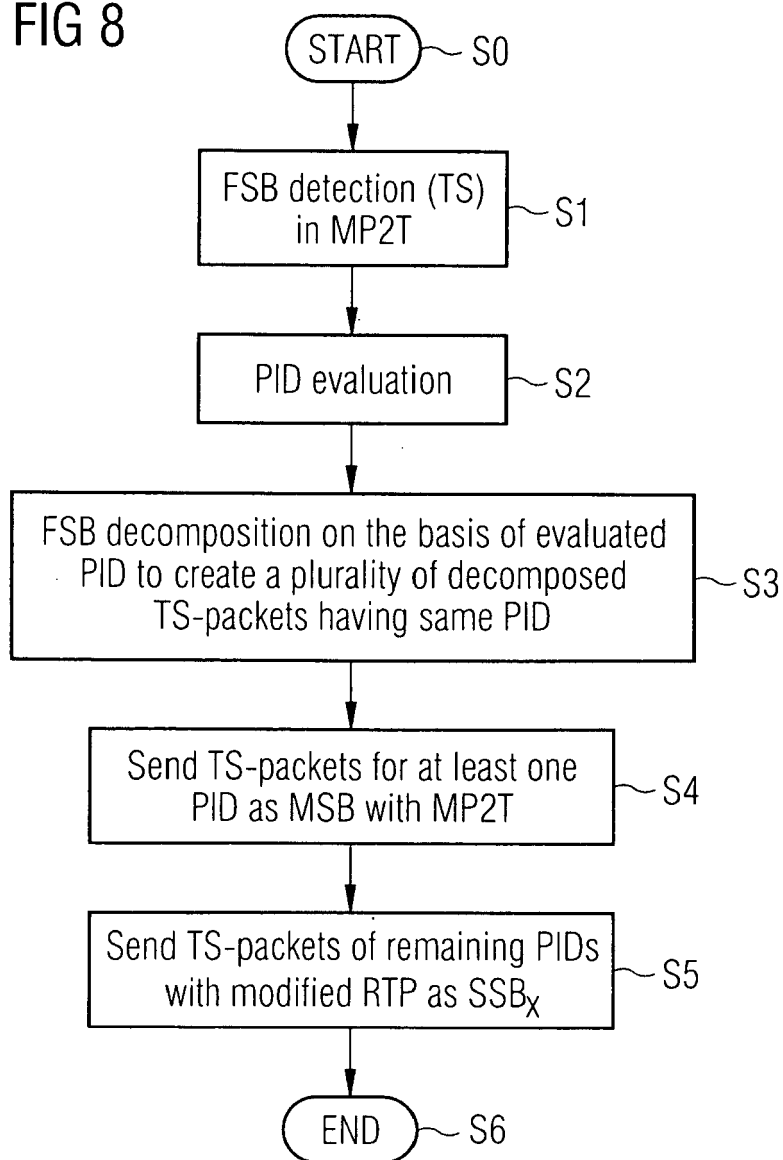 FIG 8
START
S0
FSB detection (TS)
in MP2T
S1
PID evaluation
S2
FSB decomposition on the basis of evaluated
PID to create a plurality of decomposed
TS-packets having same PID
S3
Send TS-packets for at least one
PID as MSB with MP2T
S4
Send TS-packets of remaining PIDs
with modified RTP as SSBX
S5
END
S6